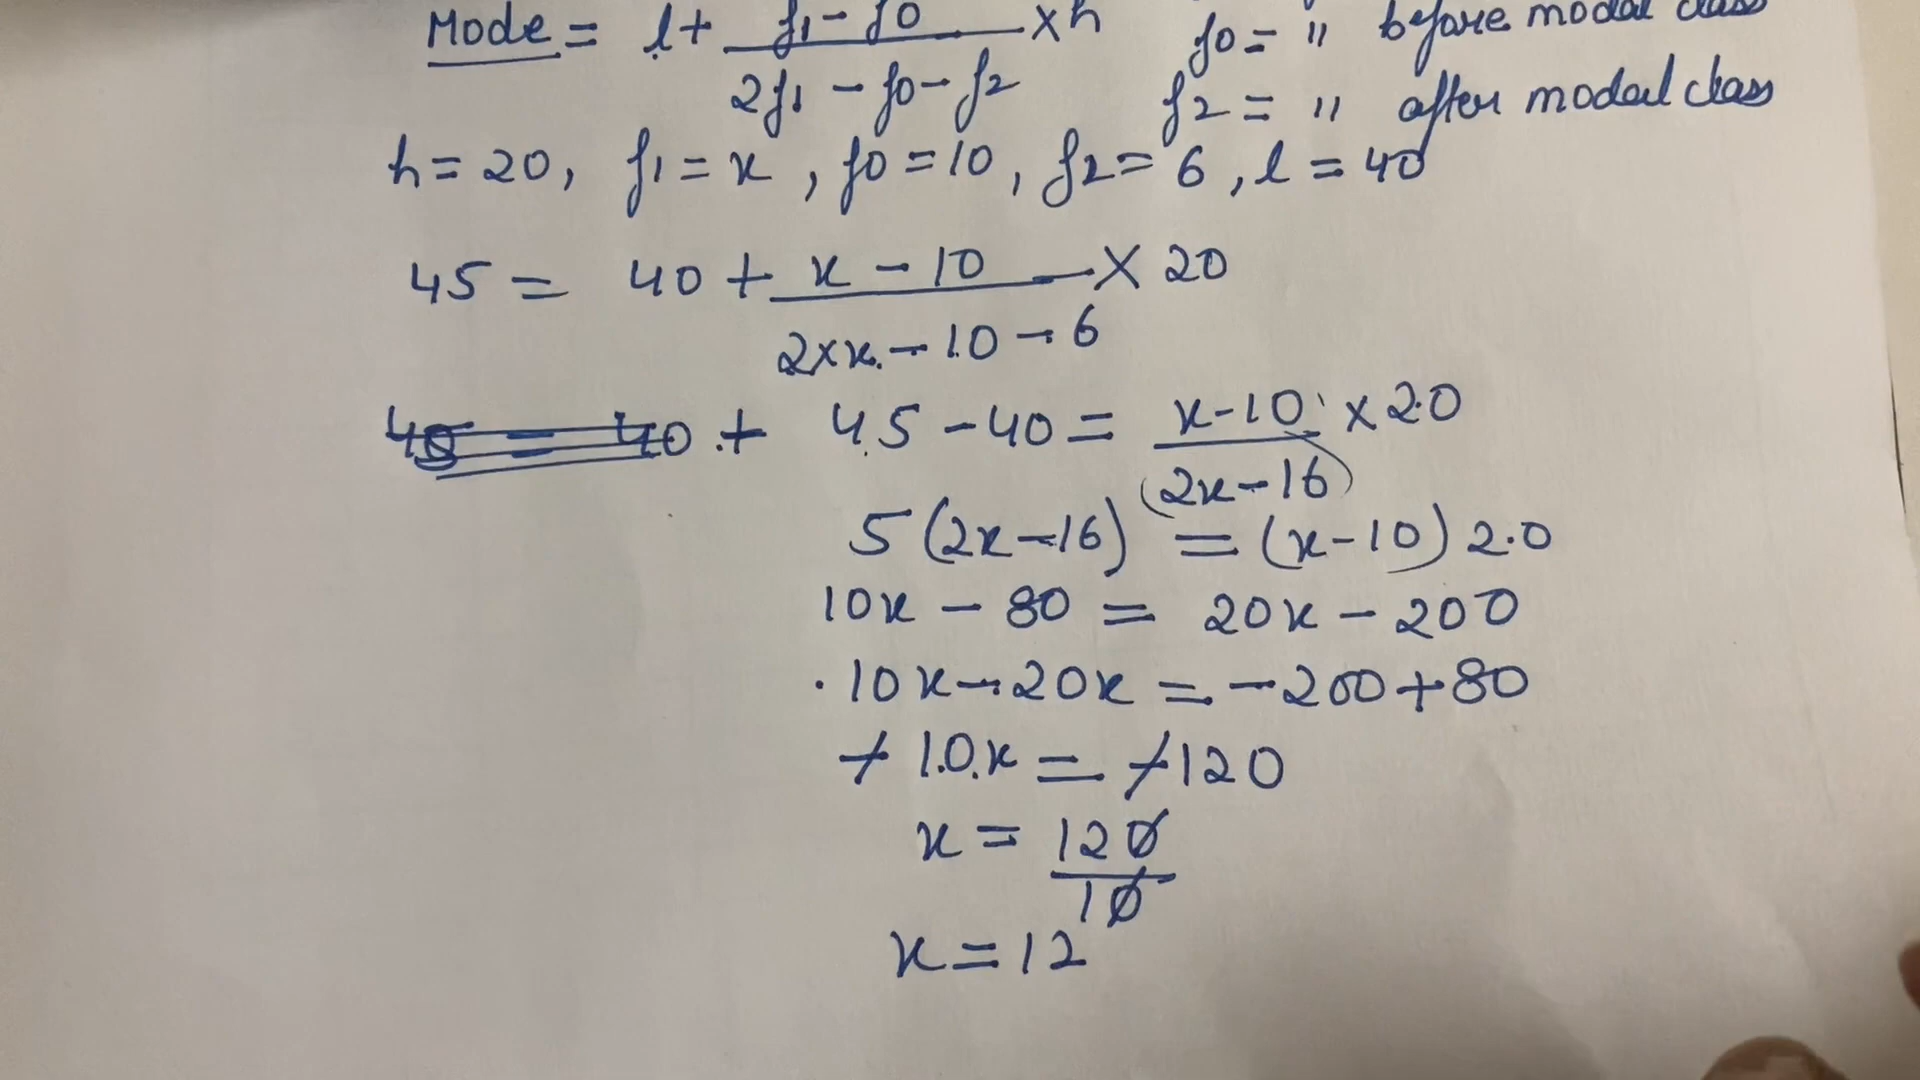 Mode = l + f1 - f0 / 2f1 - f0 - f2 × h
f0 = " before modal class
f2 = " after modal class
h = 20, f1 = x, f0 = 10, f2 = 6, l = 40
45 = 40 + x - 10 / 2×x - 10 - 6 × 20
45 = 40 + 45 - 40 = x - 10 / (2x - 16) × 20
5(2x - 16) = (x - 10) 20
10x - 80 = 20x - 200
10x - 20x = -200 + 80
-10x = -120
x = 120 / 10
x = 12